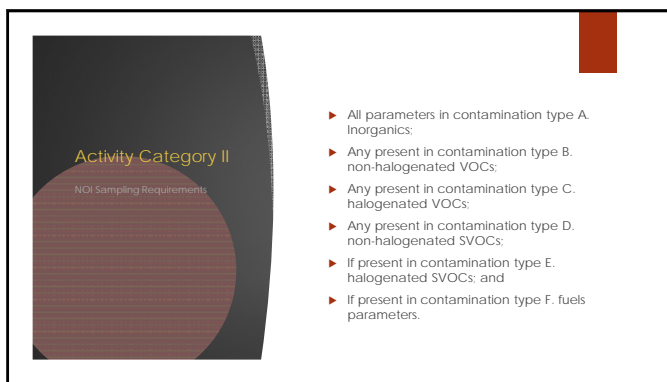 Activity Category II
NOI Sampling Requirements
▶ All parameters in contamination type A.
Inorganics;
▶ Any present in contamination type B.
non-halogenated VOCs;
▶ Any present in contamination type C.
halogenated VOCs;
▶ Any present in contamination type D.
non-halogenated SVOCs;
▶ If present in contamination type E.
halogenated SVOCs; and
▶ If present in contamination type F. fuels
parameters.